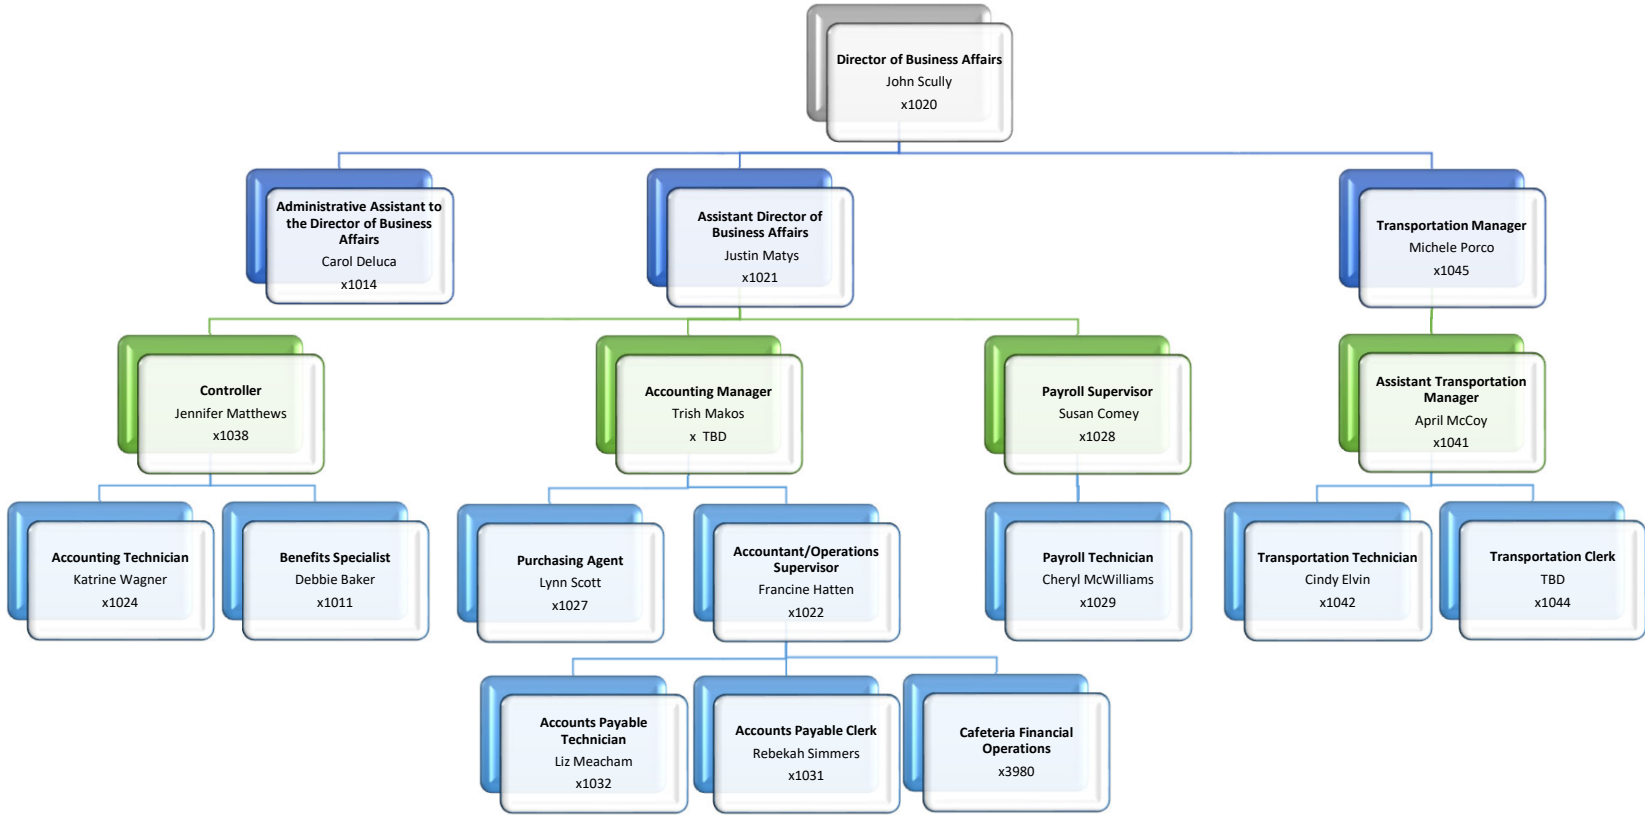 Director of Business Affairs
John Scully
x1020
Administrative Assistant to
the Director of Business
Affairs
Carol Deluca
x1014
Assistant Director of
Business Affairs
Justin Matys
x1021
Transportation Manager
Michele Porco
x1045
Controller
Jennifer Matthews
x1038
Accounting Manager
Trish Makos
x TBD
Payroll Supervisor
Susan Comey
x1028
Assistant Transportation
Manager
April McCoy
x1041
Accounting Technician
Katrine Wagner
x1024
Benefits Specialist
Debbie Baker
x1011
Purchasing Agent
Lynn Scott
x1027
Accountant/Operations
Supervisor
Francine Hatten
x1022
Payroll Technician
Cheryl McWilliams
x1029
Transportation Technician
Cindy Elvin
x1042
Transportation Clerk
TBD
x1044
Accounts Payable
Technician
Liz Meacham
x1032
Accounts Payable Clerk
Rebekah Simmers
x1031
Cafeteria Financial
Operations
x3980